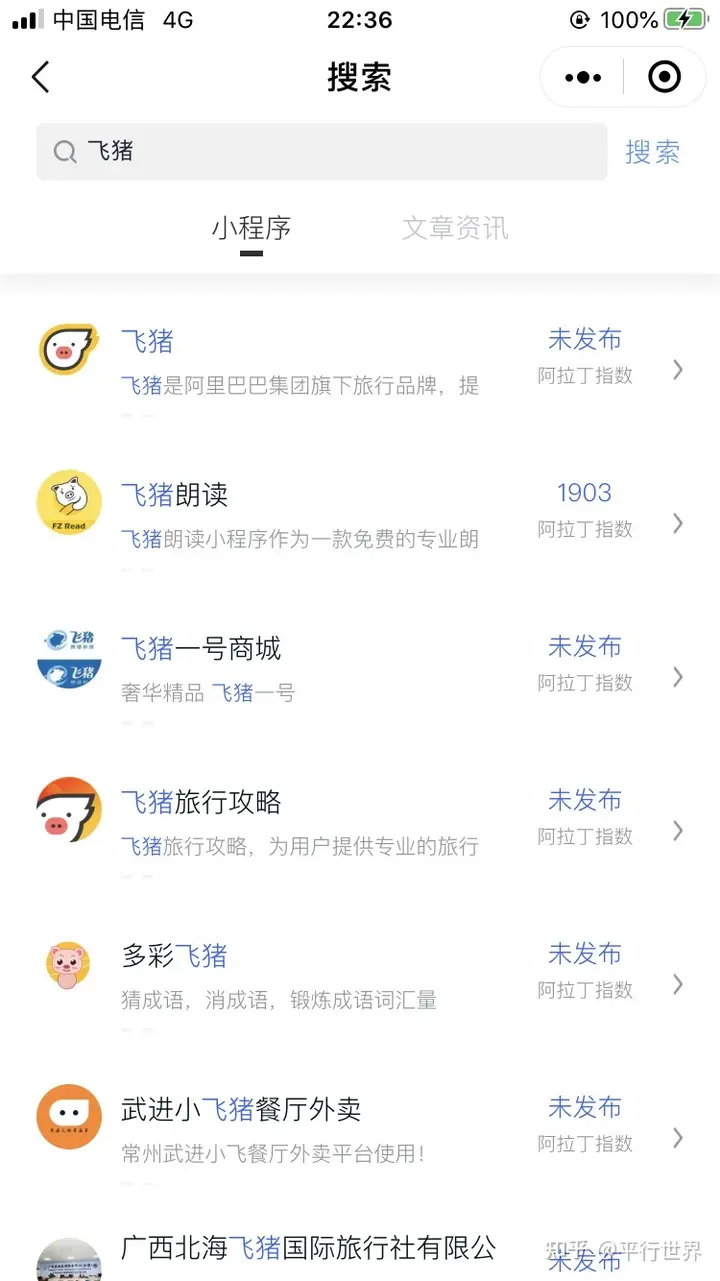 中国电信 4G 22:36 100%
搜索
飞猪 搜索
小程序 文章资讯
飞猪 未发布
飞猪是阿里巴巴集团旗下旅行品牌，提 阿拉丁指数
飞猪朗读 1903
FZ Read
飞猪朗读小程序作为一款免费的专业朗 阿拉丁指数
飞猪
飞猪一号商城 未发布
飞猪
奢华精品 飞猪一号 阿拉丁指数
飞猪旅行攻略 未发布
飞猪旅行攻略，为用户提供专业的旅行 阿拉丁指数
多彩飞猪 未发布
猜成语，消成语，锻炼成语词汇量 阿拉丁指数
武进小飞猪餐厅外卖 未发布
常州武进小飞餐厅外卖平台使用！ 阿拉丁指数
广西北海飞猪国际旅行社有限公 未发布
知乎 @平行世界